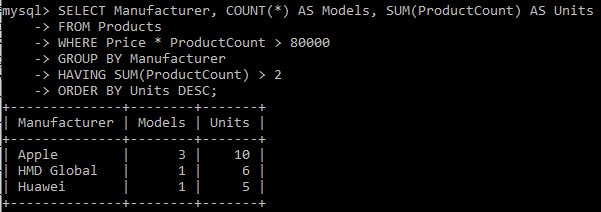 mysql> SELECT Manufacturer, COUNT(*) AS Models, SUM(ProductCount) AS Units
    -> FROM Products
    -> WHERE Price * ProductCount > 80000
    -> GROUP BY Manufacturer
    -> HAVING SUM(ProductCount) > 2
    -> ORDER BY Units DESC;
+--------------+--------+-------+
| Manufacturer | Models | Units |
+--------------+--------+-------+
| Apple        |      3 |    10 |
| HMD Global   |      1 |     6 |
| Huawei       |      1 |     5 |
+--------------+--------+-------+